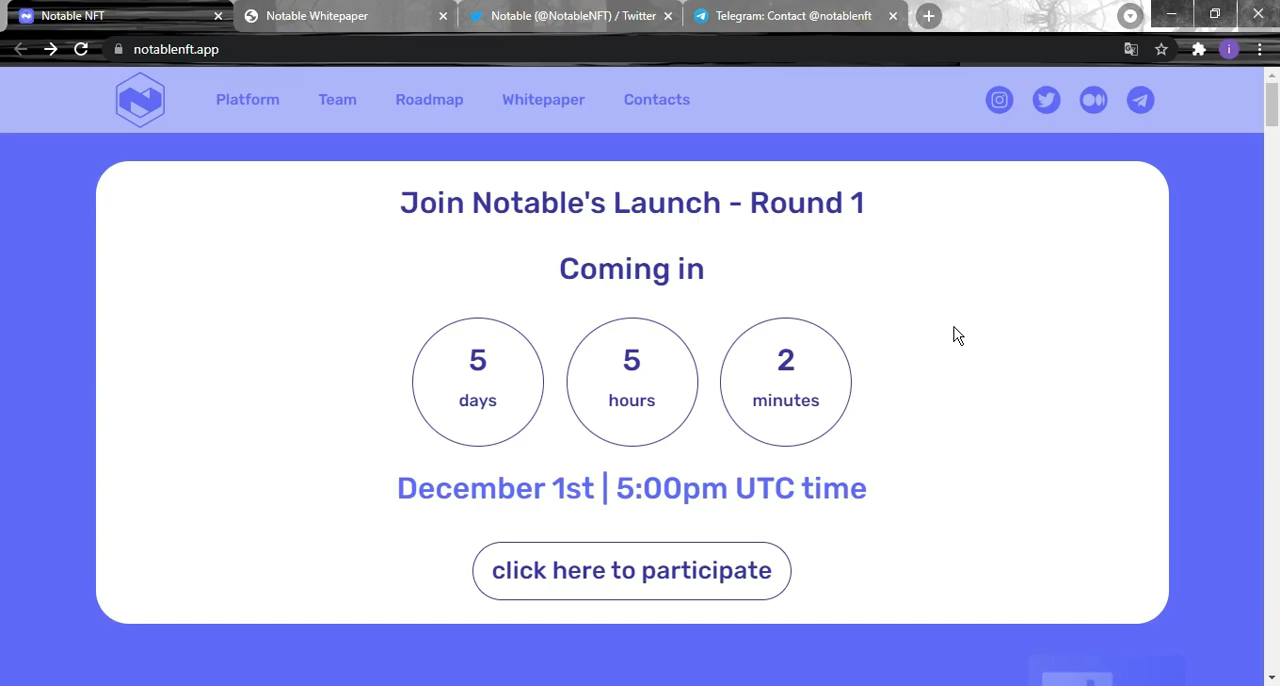 Notable NFT
Notable Whitepaper
Notable (@NotableNFT) / Twitter
Telegram: Contact @notablenft
notablenft.app
i
Platform
Team
Roadmap
Whitepaper
Contacts
Join Notable's Launch - Round 1
Coming in
5
5
2
days
hours
minutes
December 1st | 5:00pm UTC time
click here to participate